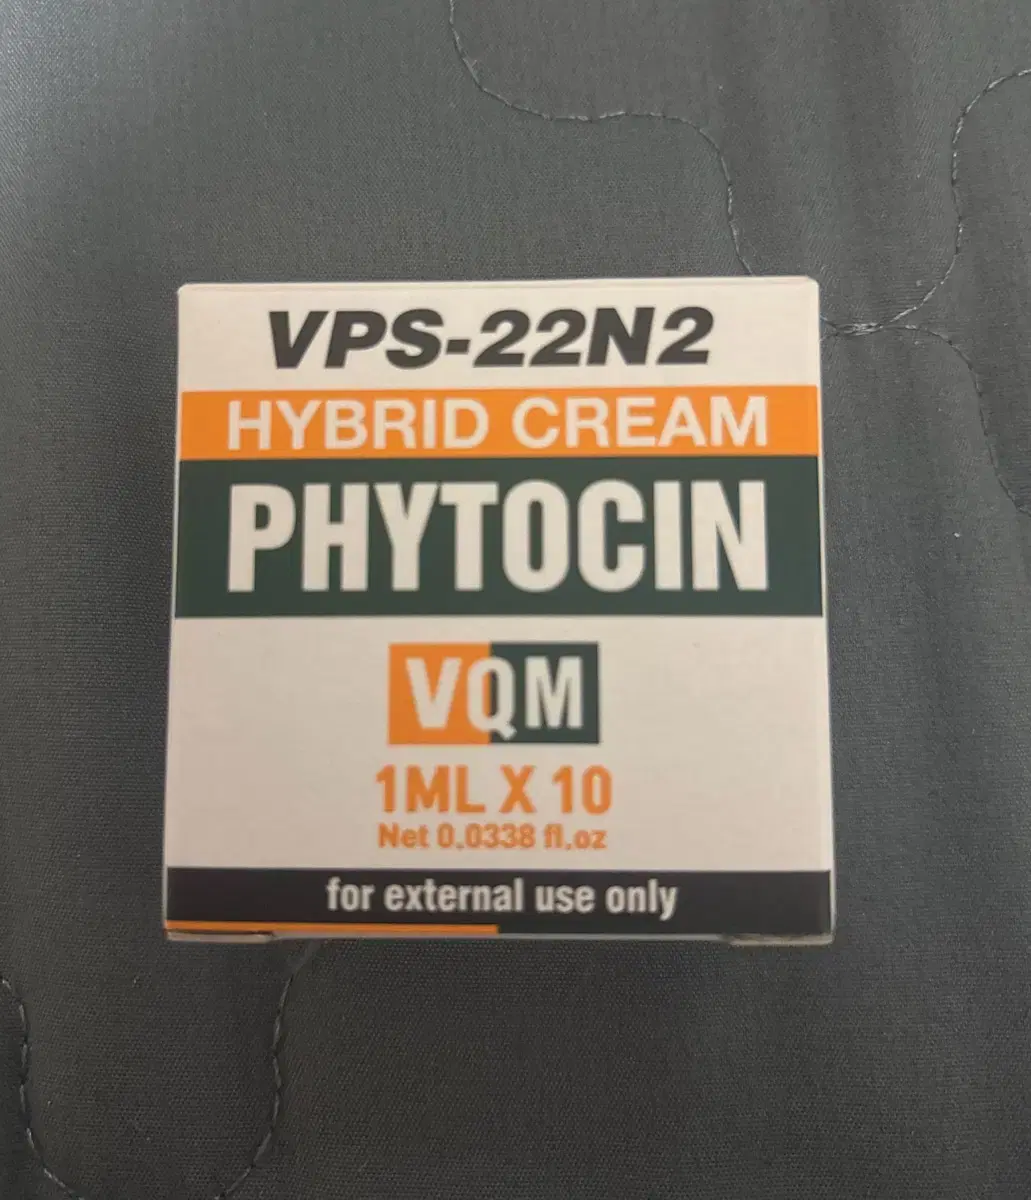 VPS-22N2
HYBRID CREAM
PHYTOCIN
VQM
1ML X 10
Net 0.0338 fl.oz
for external use only